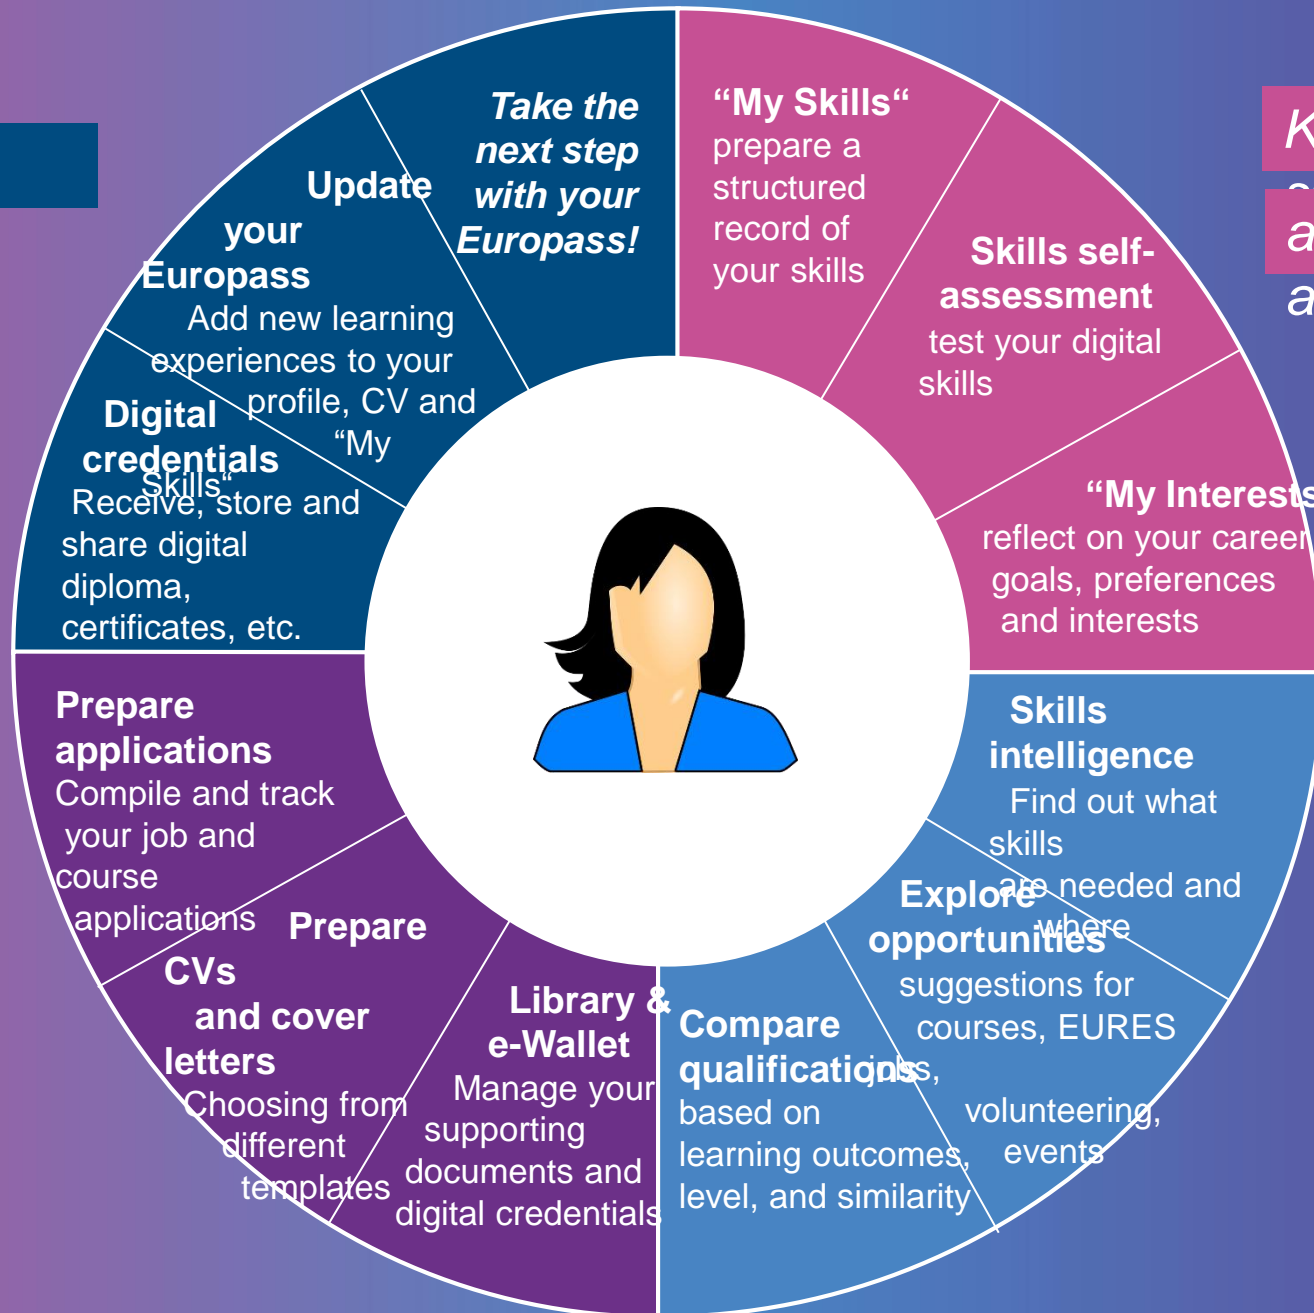 “My Skills“
prepare a
structured
record of
your skills
Skills self-
assessment
test your digital
skills
“My Interests
reflect on your career
goals, preferences
and interests
Skills
intelligence
Find out what
skills
are needed and
where
Explore
opportunities
suggestions for
courses, EURES
jobs,
volunteering,
events
Compare
qualifications
based on
learning outcomes,
level, and similarity
Library &
e-Wallet
Manage your
supporting
documents and
digital credentials
Prepare
CVs
and cover
letters
Choosing from
different
templates
Prepare
applications
Compile and track
your job and
course
applications
Digital
credentials
Receive, store and
share digital
diploma,
certificates, etc.
Update
your
Europass
Add new learning
experiences to your
profile, CV and
“My
Skills“
Take the
next step
with your
Europass!